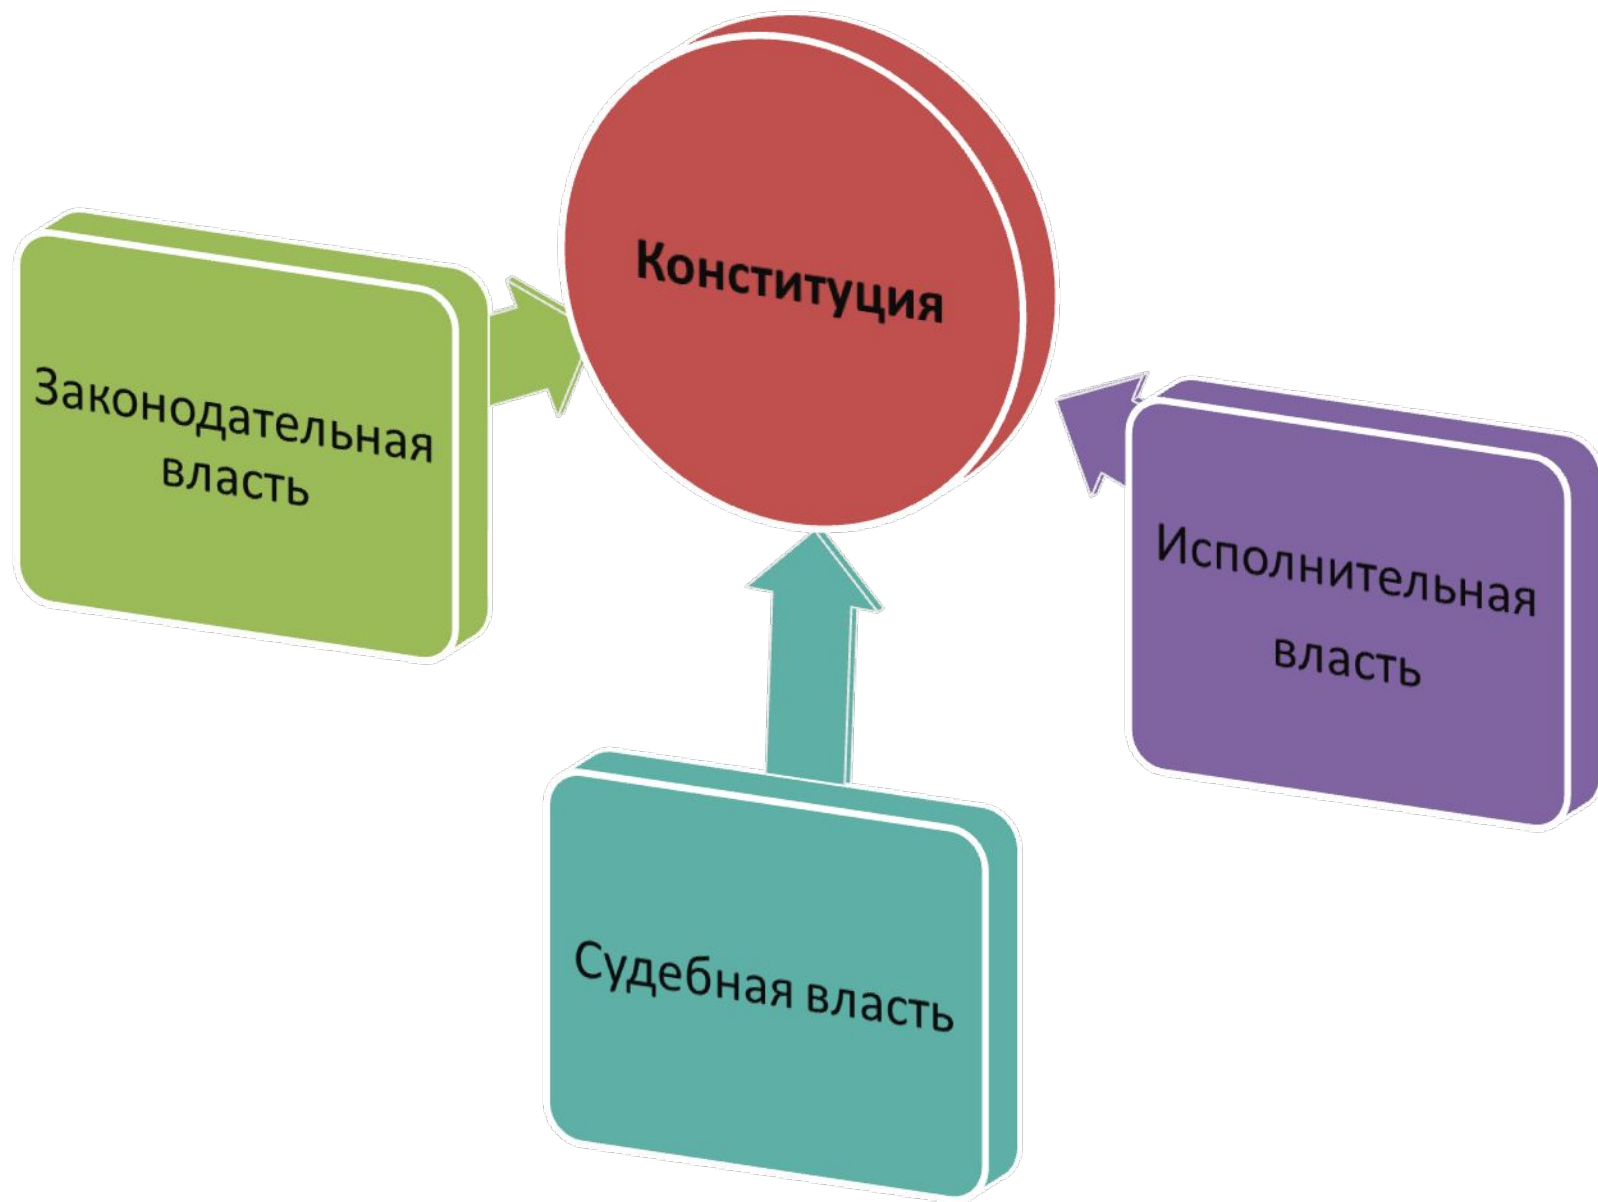 Конституция
Законодательная
власть
Исполнительная
власть
Судебная власть